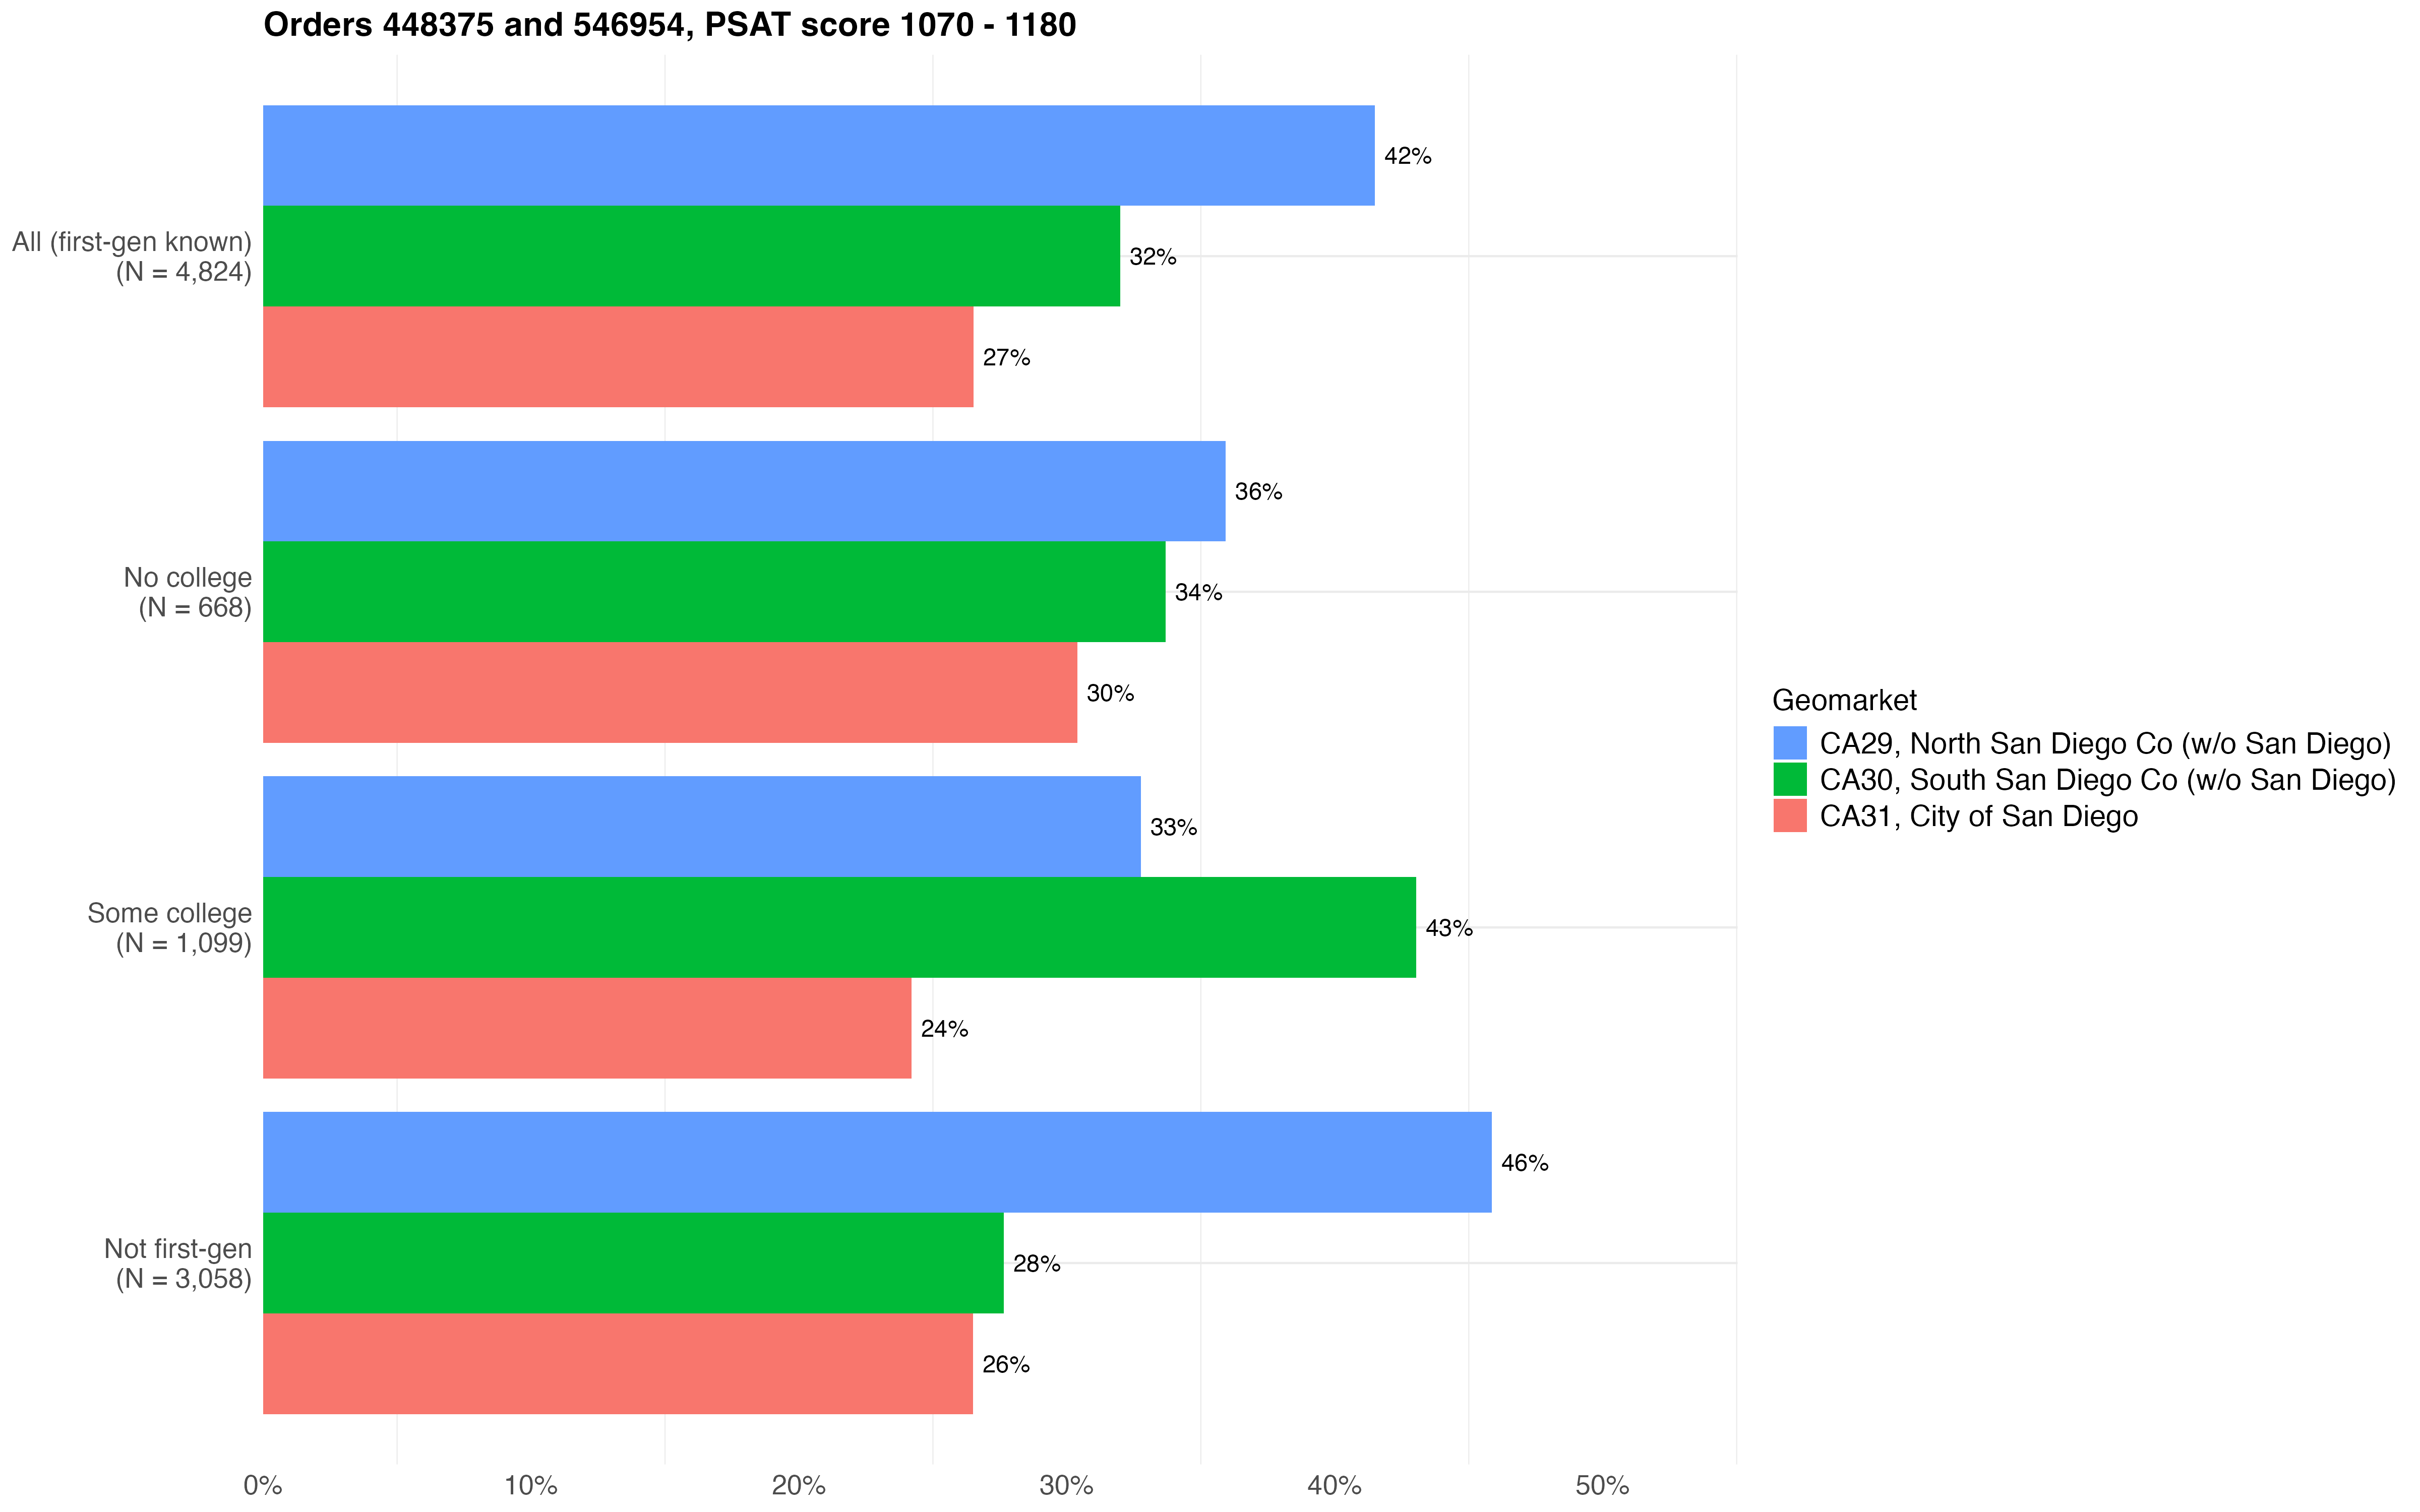 Orders 448375 and 546954, PSAT score 1070 - 1180
All (first-gen known)
(N = 4,824)
42%
32%
27%
No college
(N = 668)
36%
34%
30%
Some college
(N = 1,099)
33%
43%
24%
Not first-gen
(N = 3,058)
46%
28%
26%
0%
10%
20%
30%
40%
50%
Geomarket
CA29, North San Diego Co (w/o San Diego)
CA30, South San Diego Co (w/o San Diego)
CA31, City of San Diego